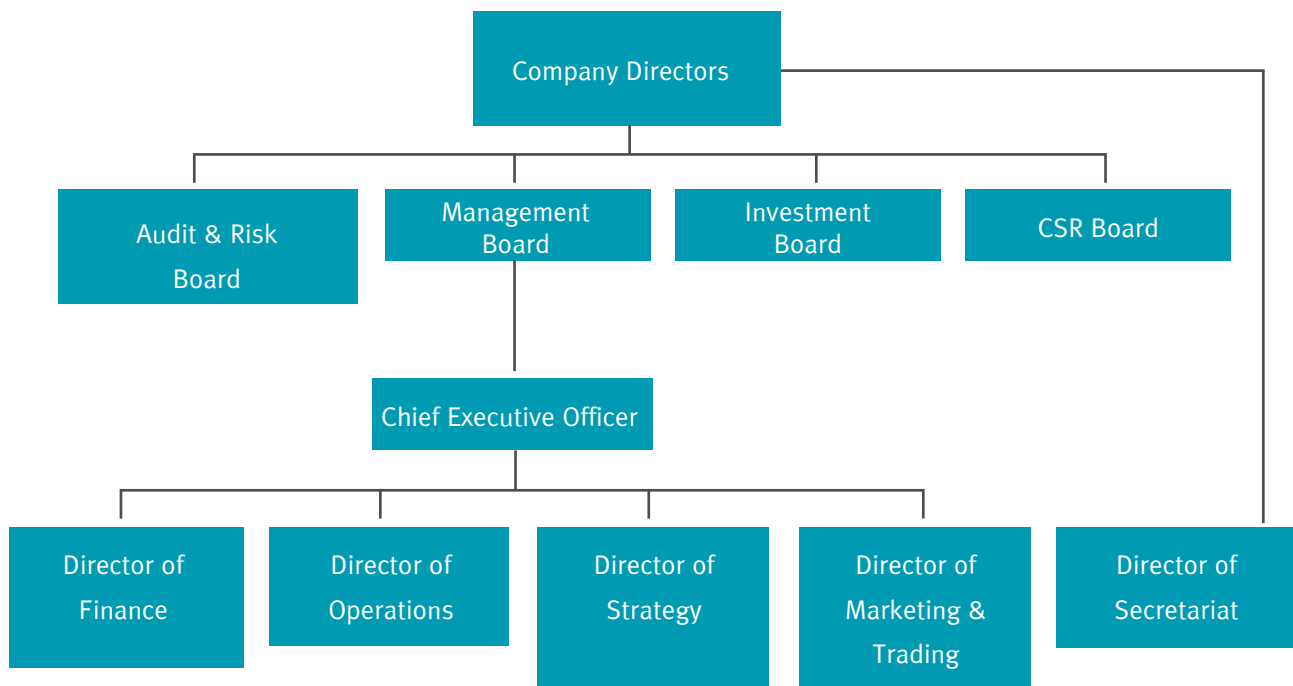 Company Directors
Audit & Risk
Board
Management
Board
Investment
Board
CSR Board
Chief Executive Officer
Director of
Finance
Director of
Operations
Director of
Strategy
Director of
Marketing &
Trading
Director of
Secretariat